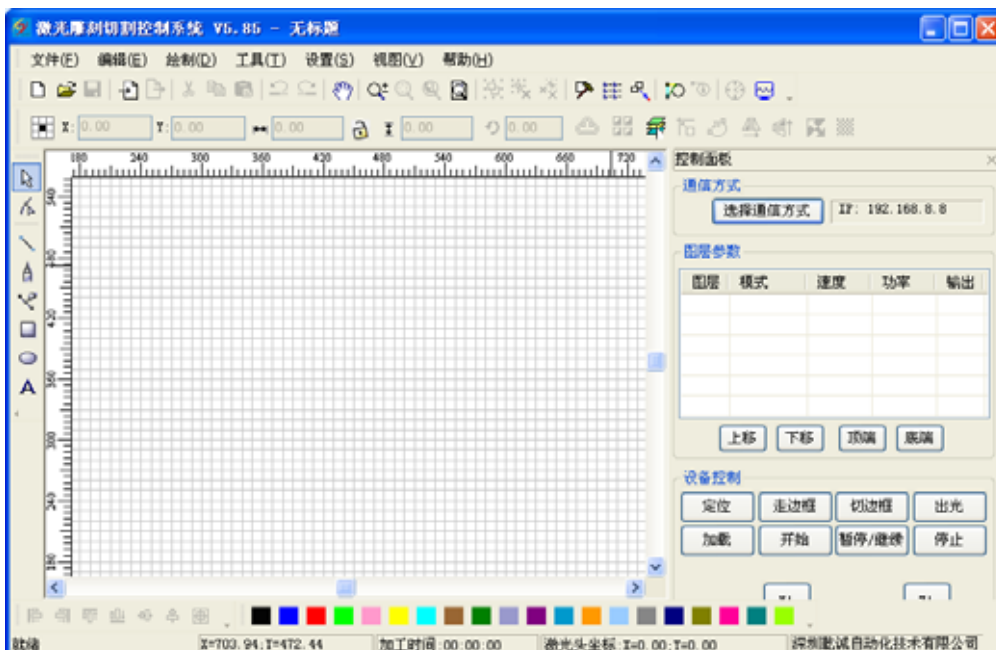 激光雕刻切割控制系统 V5.85 - 无标题
文件(F) 编辑(E) 绘制(D) 工具(T) 设置(S) 视图(V) 帮助(H)
X: 0.00 Y: 0.00 0.00 0.00 0.00
180 240 300 360 420 480 540 600 660 720
控制面板
通信方式
选择通信方式 IP: 192.168.8.8
图层参数
图层 模式 速度 功率 输出
540
480
420
360
300
240
180
A
上移 下移 顶端 底端
设备控制
定位 走边框 切边框 出光
加载 开始 暂停/继续 停止
就绪 X=703.94;Y=472.44 加工时间:00:00:00 激光头坐标:X=0.00;Y=0.00 自动化技术有限公司